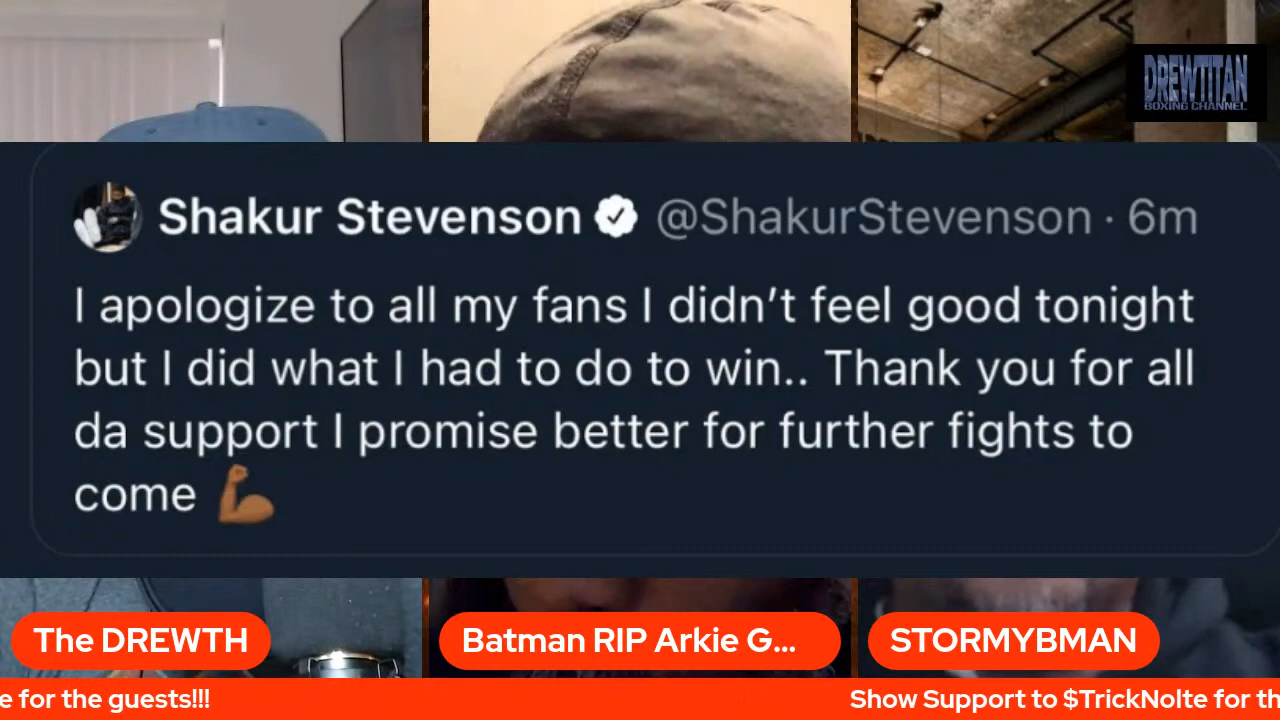 DREWTITAN
BOXING CHANNEL
Shakur Stevenson @ShakurStevenson · 6m
I apologize to all my fans I didn’t feel good tonight
but I did what I had to do to win.. Thank you for all
da support I promise better for further fights to
come 💪🏾
The DREWTH
Batman RIP Arkie G...
STORMYBMAN
e for the guests!!!
Show Support to $TrickNolte for th